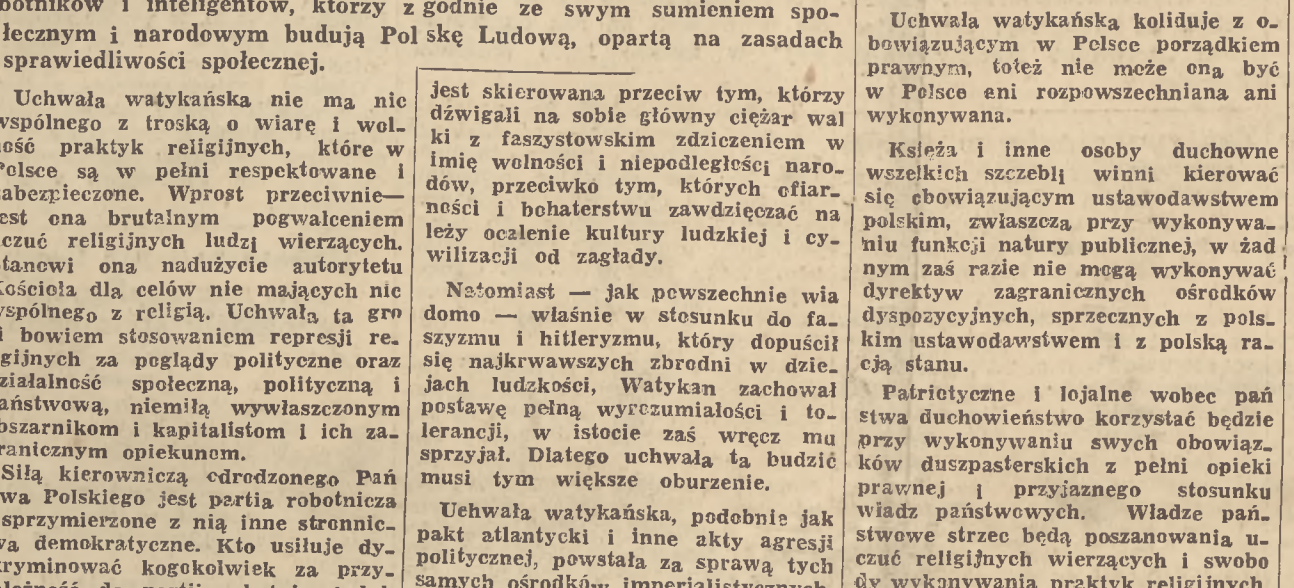 botników i inteligentów, którzy zgodnie ze swym sumieniem spo-
łecznym i narodowym budują Polskę Ludową, opartą na zasadach
sprawiedliwości społecznej.
Uchwała watykańska nie ma nic
wspólnego z troską o wiarę i wol-
ność praktyk religijnych, które w
Polsce są w pełni respektowane i
zabezpieczone. Wprost przeciwnie—
jest ona brutalnym pogwałceniem
uczuć religijnych ludzi wierzących.
Stanowi ona nadużycie autorytetu
Kościoła dla celów nie mających nic
wspólnego z religią. Uchwała ta gro
i bowiem stosowaniem represji re-
ligijnych za poglądy polityczne oraz
działalność społeczną, polityczną i
państwową, niemiłą wywłaszczonym
obszarnikom i kapitalistom i ich za-
ranicznym opiekunom.
Siłą kierowniczą odrodzonego Pań
wa Polskiego jest partia robotnicza
sprzymierzone z nią inne stronnic-
wa demokratyczne. Kto usiłuje dy-
kryminować kogokolwiek za przy-
jest skierowana przeciw tym, którzy
dźwigali na sobie główny ciężar wal
ki z faszystowskim zdziczeniem w
imię wolności i niepodległości naro-
dów, przeciwko tym, których ofiar-
ności i bohaterstwu zawdzięczać na
leży ocalenie kultury ludzkiej i cy-
wilizacji od zagłady.
Natomiast — jak powszechnie wia
domo — właśnie w stosunku do fa-
szyzmu i hitleryzmu, który dopuścił
się najkrwawszych zbrodni w dzie-
jach ludzkości, Watykan zachował
postawę pełną wyrozumiałości i to-
lerancji, w istocie zaś wręcz mu
sprzyjał. Dlatego uchwała ta budzić
musi tym większe oburzenie.
Uchwała watykańska, podobnie jak
pakt atlantycki i inne akty agresji
politycznej, powstała za sprawą tych
samych ośrodków imperialistycznych
Uchwała watykańska koliduje z o-
bowiązującym w Polsce porządkiem
prawnym, toteż nie może ona być
w Polsce ani rozpowszechniana ani
wykonywana.
Księża i inne osoby duchowne
wszelkich szczebli winni kierować
się obowiązującym ustawodawstwem
polskim, zwłaszcza przy wykonywa-
niu funkcji natury publicznej, w żad
nym zaś razie nie mogą wykonywać
dyrektyw zagranicznych ośrodków
dyspozycyjnych, sprzecznych z pols-
kim ustawodawstwem i z polską ra-
cją stanu.
Patriotyczne i lojalne wobec pań
stwa duchowieństwo korzystać będzie
przy wykonywaniu swych obowiąz-
ków duszpasterskich z pełni opieki
prawnej i przyjaznego stosunku
władz państwowych. Władze pań-
stwowe strzec będą poszanowania u-
czuć religijnych wierzących i swobo
dy wykonywania praktyk religijnych